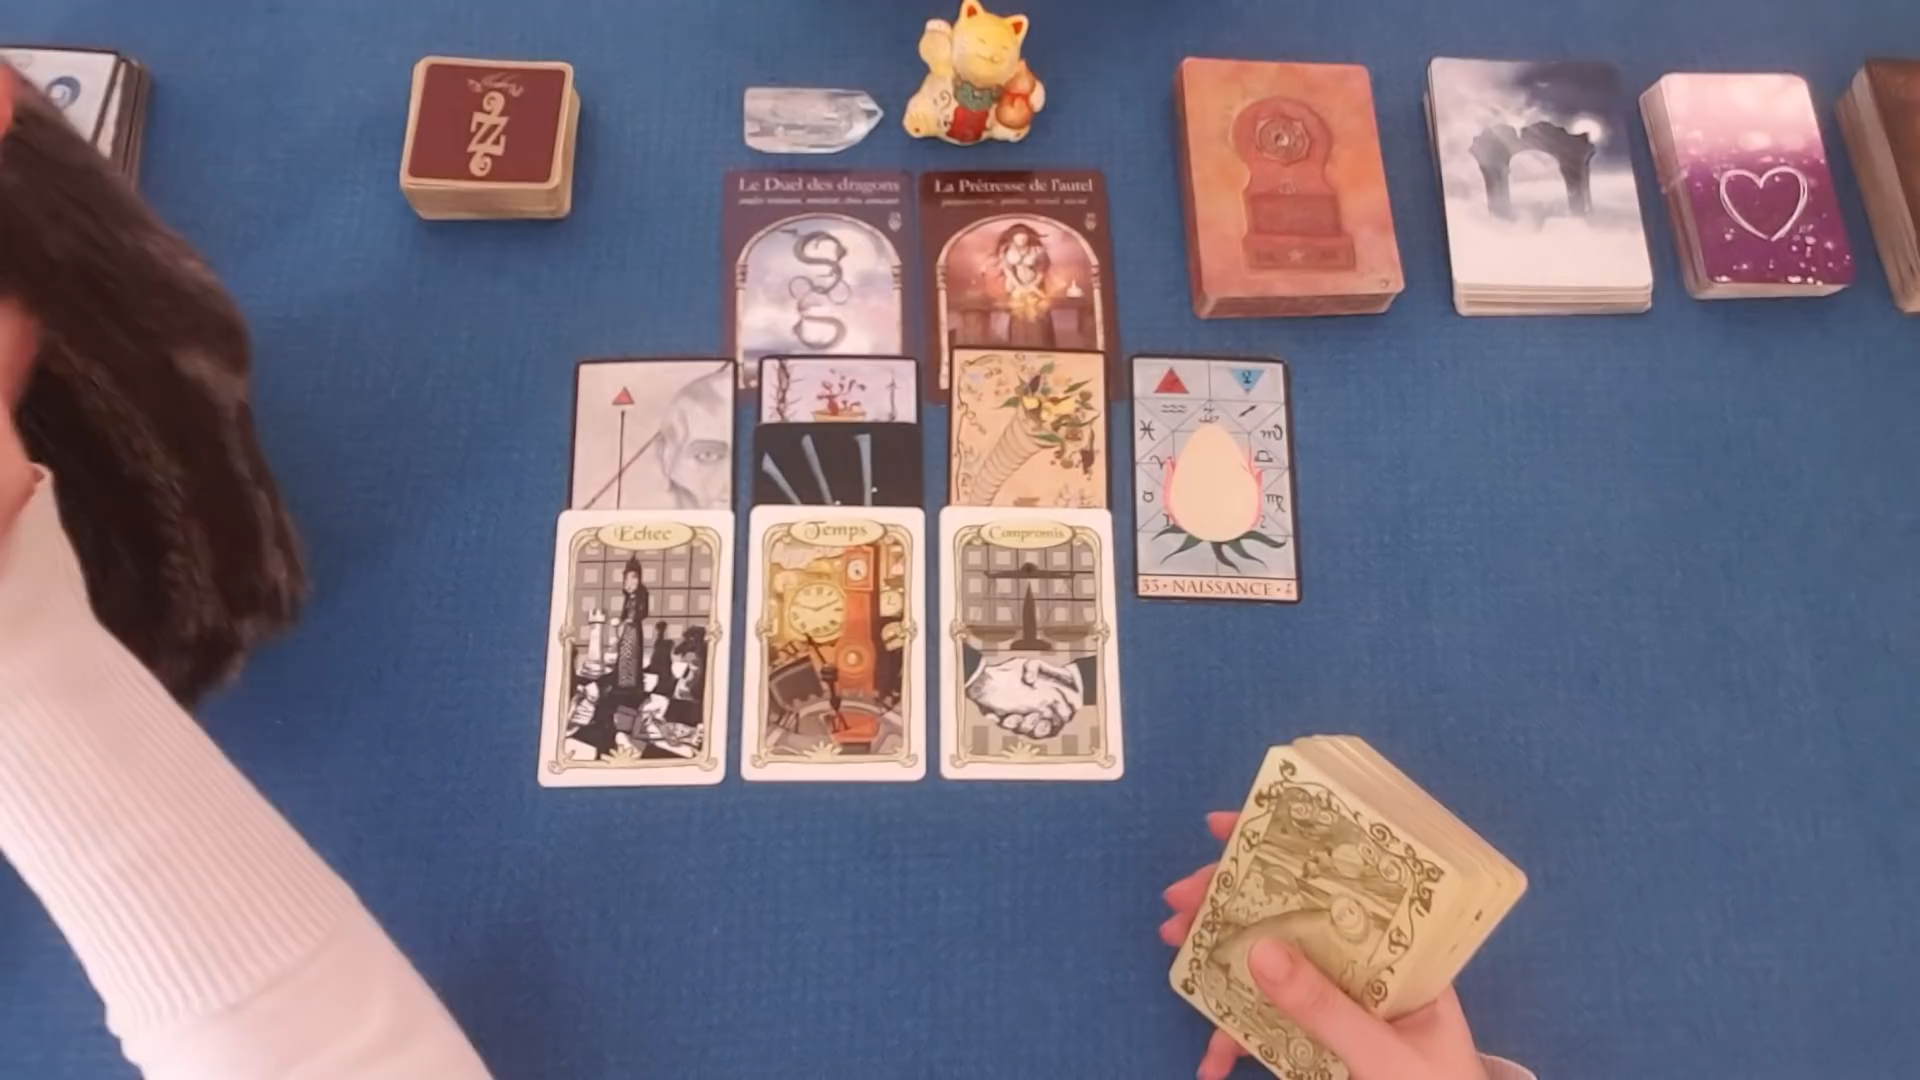 Le Duel des dragons
La Prêtresse de l'autel
33 • NAISSANCE •
Echec
Temps
Compromis